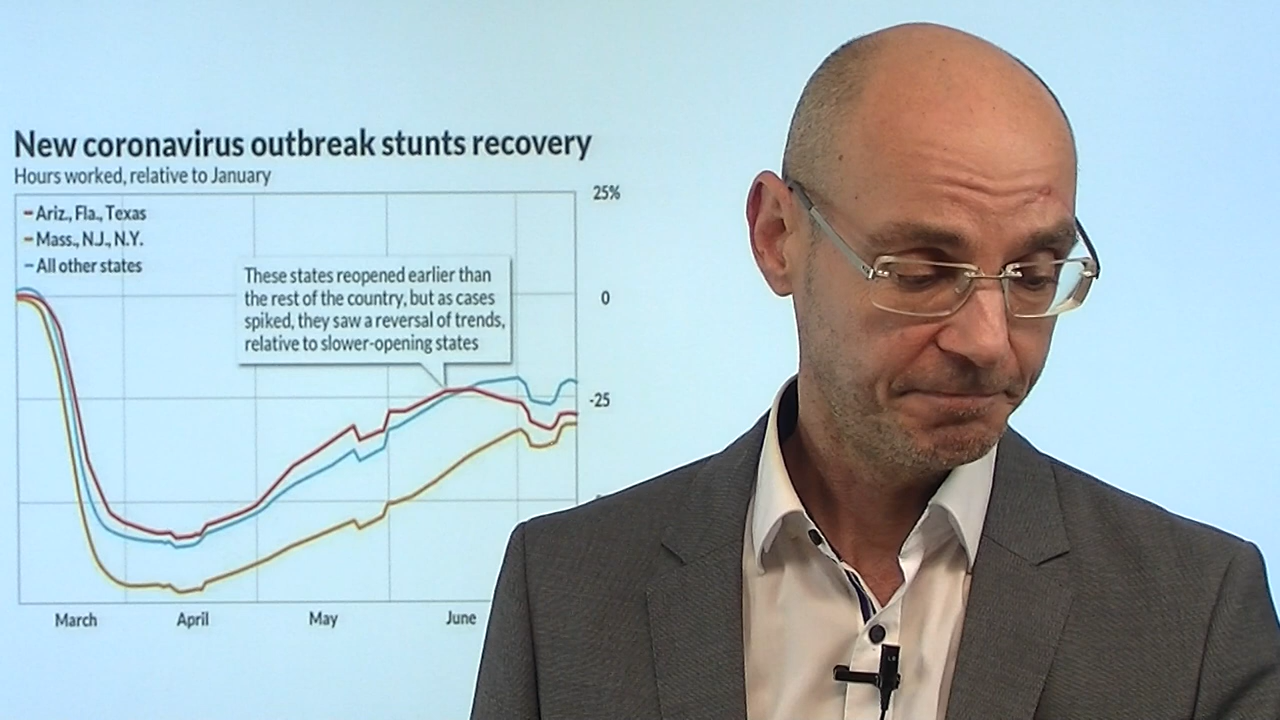 New coronavirus outbreak stunts recovery
Hours worked, relative to January
25%
Ariz., Fla., Texas
Mass., N.J., N.Y.
All other states
These states reopened earlier than
the rest of the country, but as cases
spiked, they saw a reversal of trends,
relative to slower-opening states
0
-25
March April May June